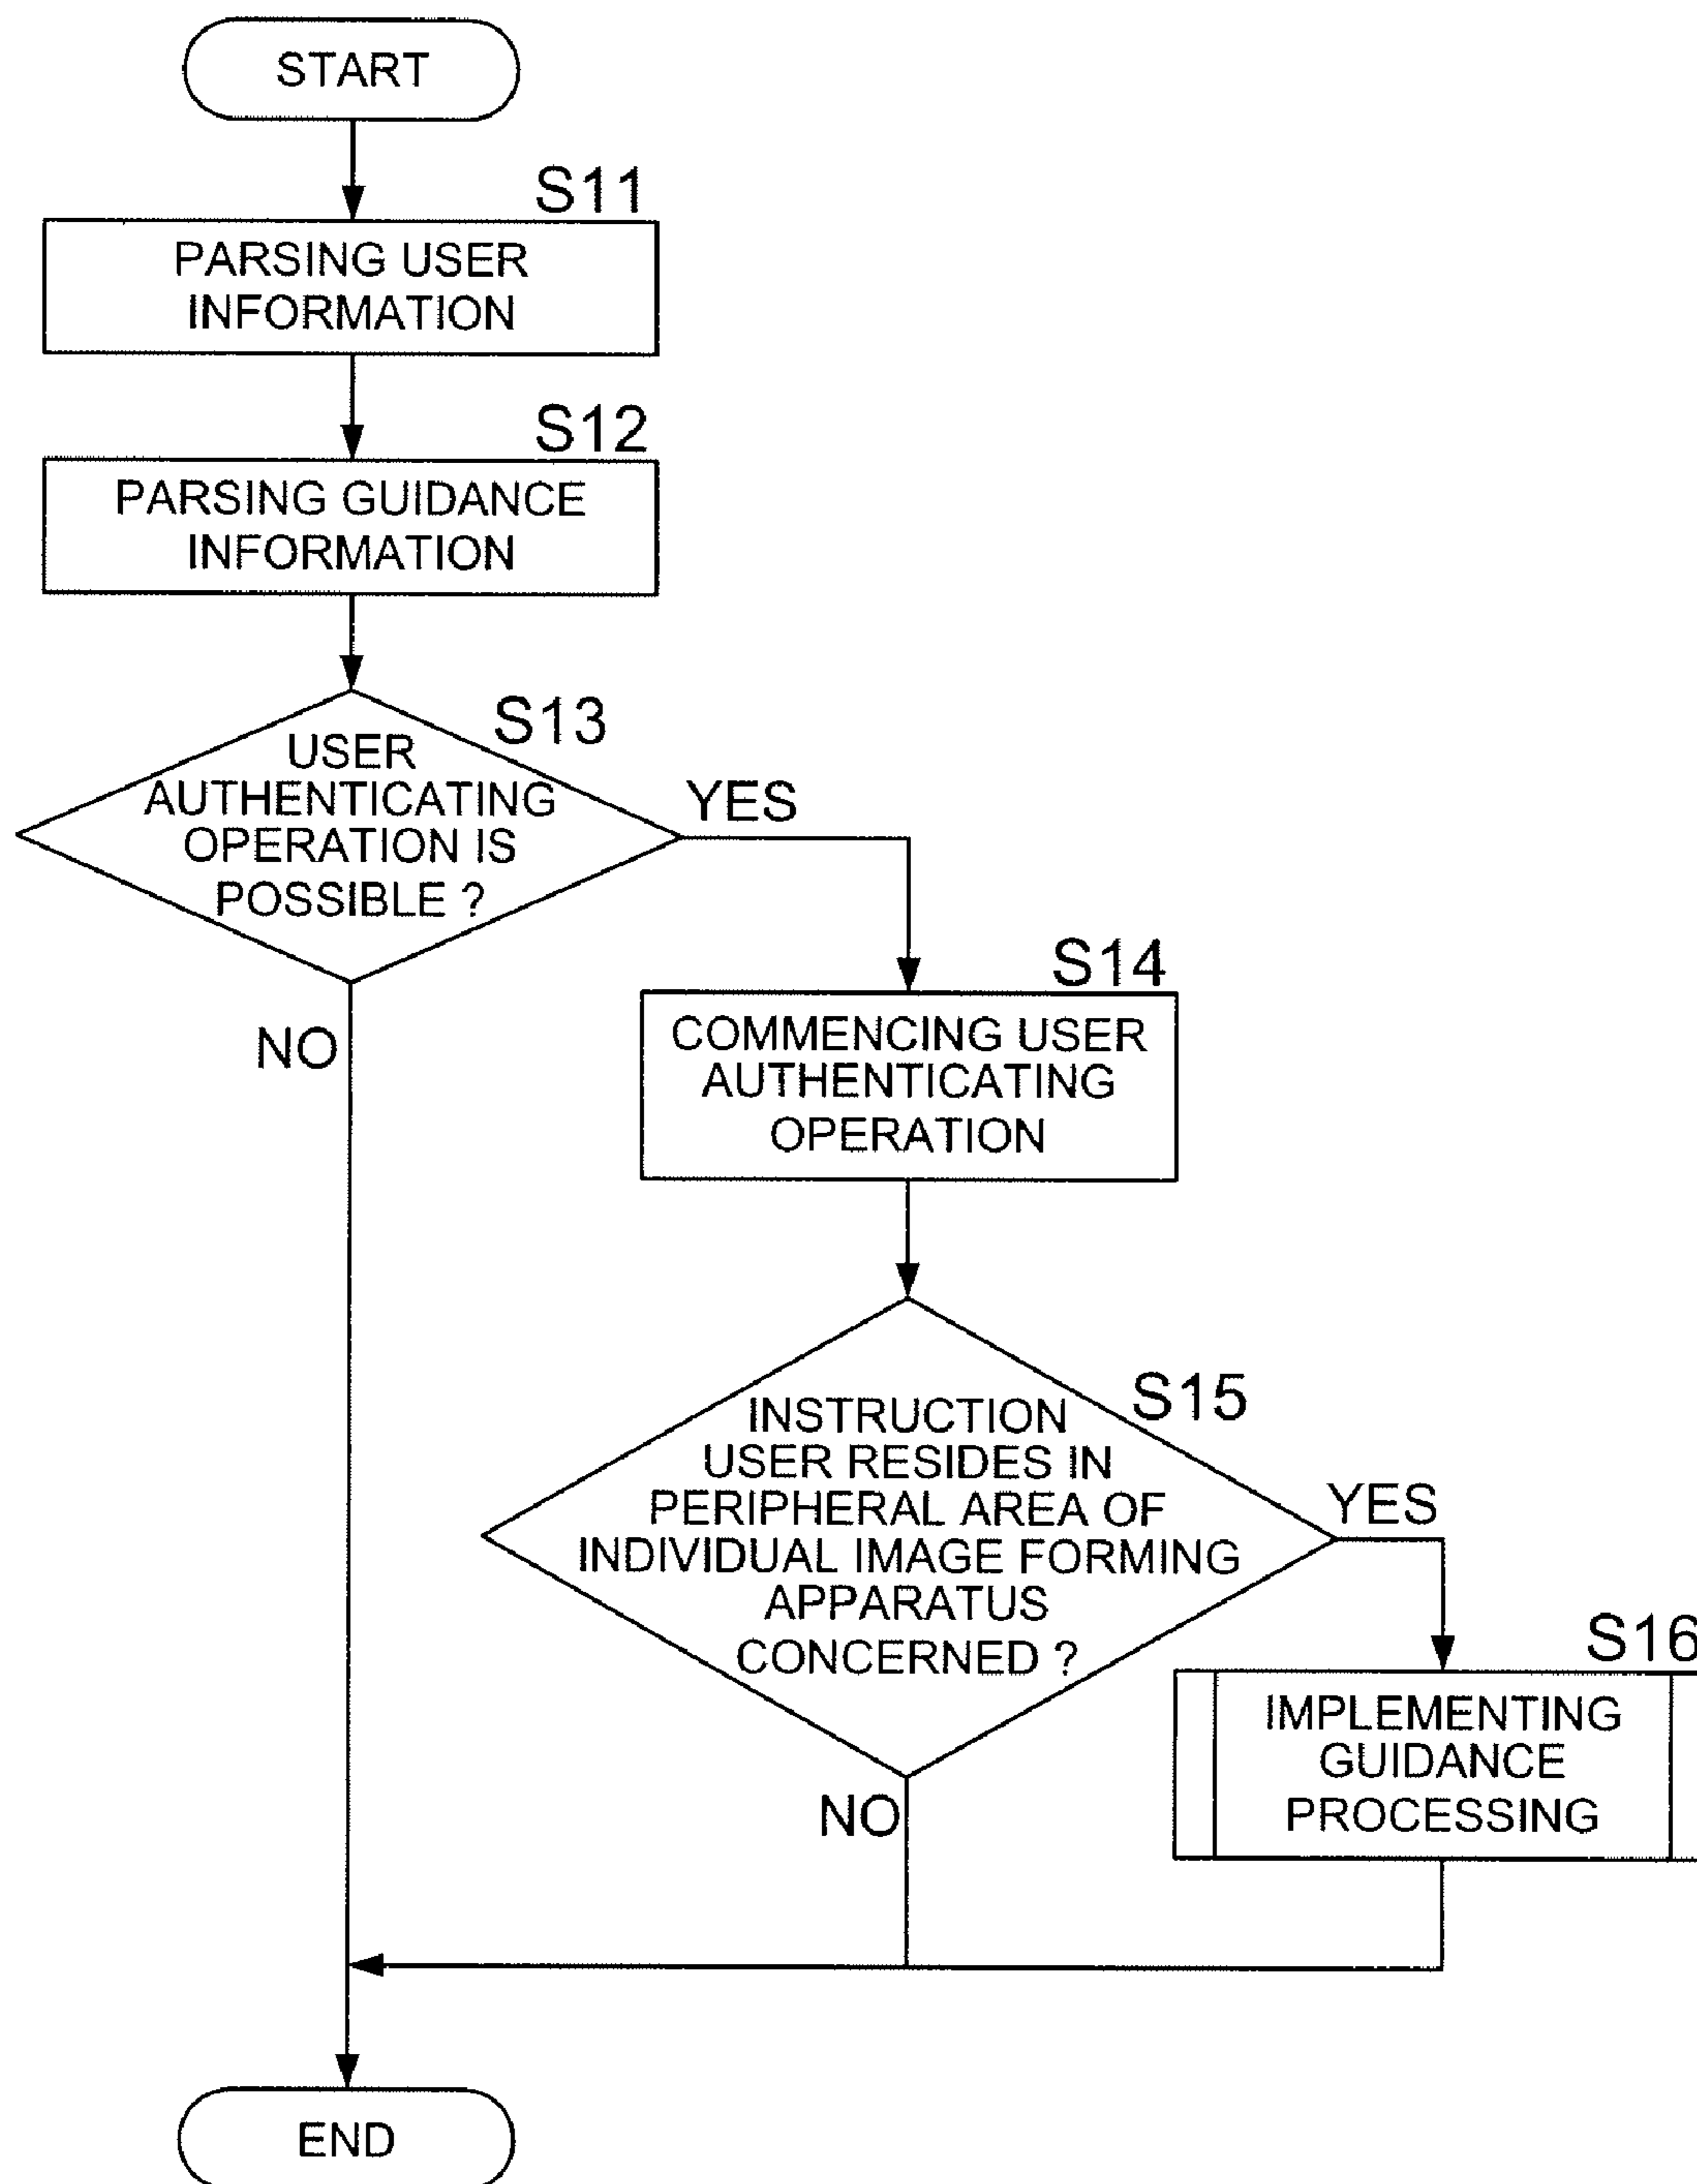 START
S11
PARSING USER
INFORMATION
S12
PARSING GUIDANCE
INFORMATION
S13
USER
AUTHENTICATING
OPERATION IS
POSSIBLE ?
YES
NO
S14
COMMENCING USER
AUTHENTICATING
OPERATION
S15
INSTRUCTION
USER RESIDES IN
PERIPHERAL AREA OF
INDIVIDUAL IMAGE FORMING
APPARATUS
CONCERNED ?
YES
NO
S16
IMPLEMENTING
GUIDANCE
PROCESSING
END